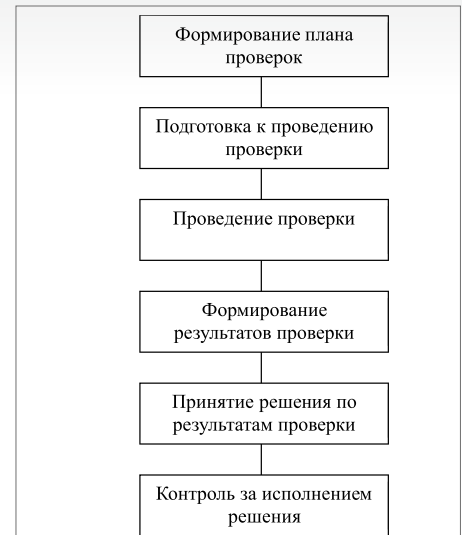 Формирование плана
проверок
Подготовка к проведению
проверки
Проведение проверки
Формирование
результатов проверки
Принятие решения по
результатам проверки
Контроль за исполнением
решения